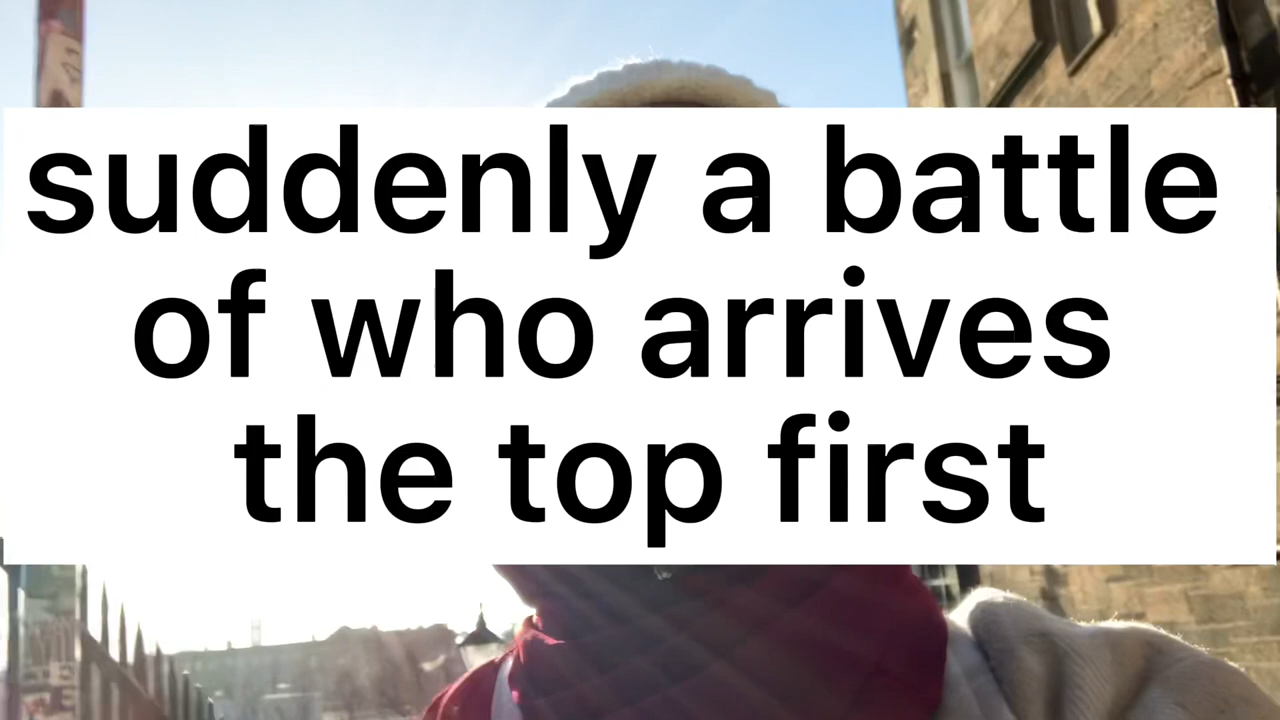 suddenly a battle
of who arrives
the top first